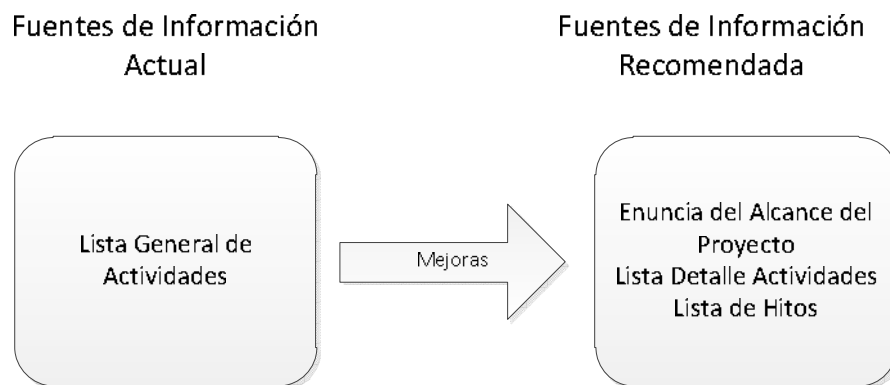 Fuentes de Información
Actual
Fuentes de Información
Recomendada
Lista General de
Actividades
Mejoras
Enuncia del Alcance del
Proyecto
Lista Detalle Actividades
Lista de Hitos